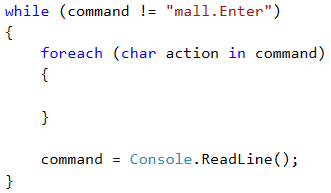 while (command != "mall.Enter")
{
    foreach (char action in command)
    {

    }

    command = Console.ReadLine();
}